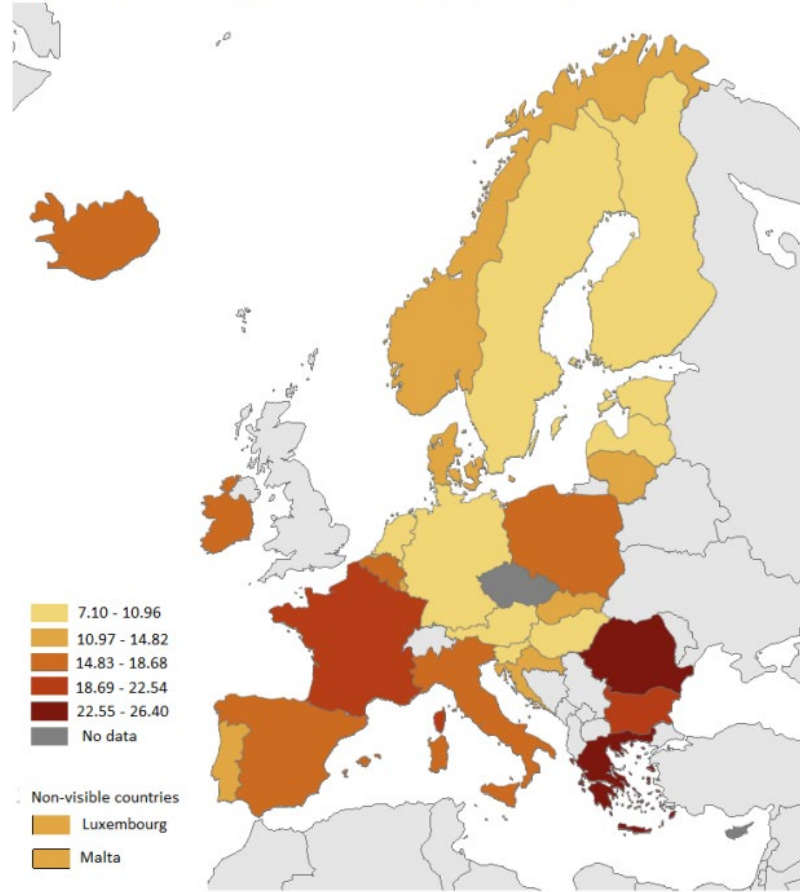 7.10 - 10.96
10.97 - 14.82
14.83 - 18.68
18.69 - 22.54
22.55 - 26.40
No data
Non-visible countries
Luxembourg
Malta